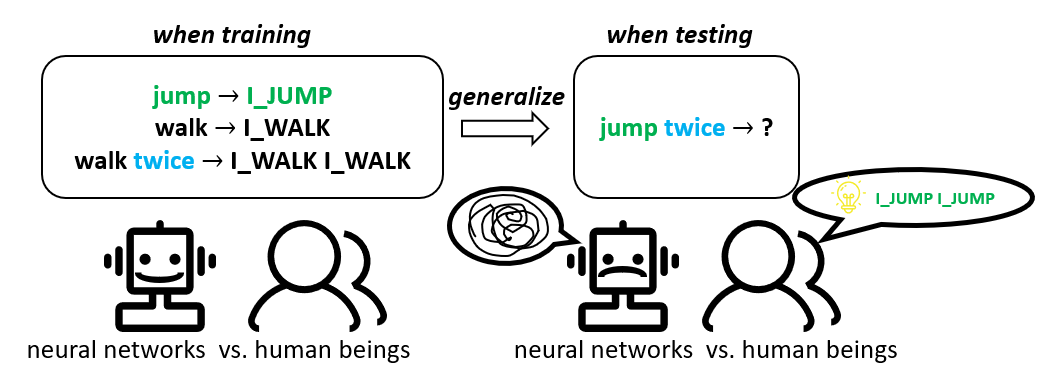 when training
jump → I_JUMP
walk → I_WALK
walk twice → I_WALK I_WALK
generalize
when testing
jump twice → ?
I_JUMP I_JUMP
neural networks vs. human beings
neural networks vs. human beings